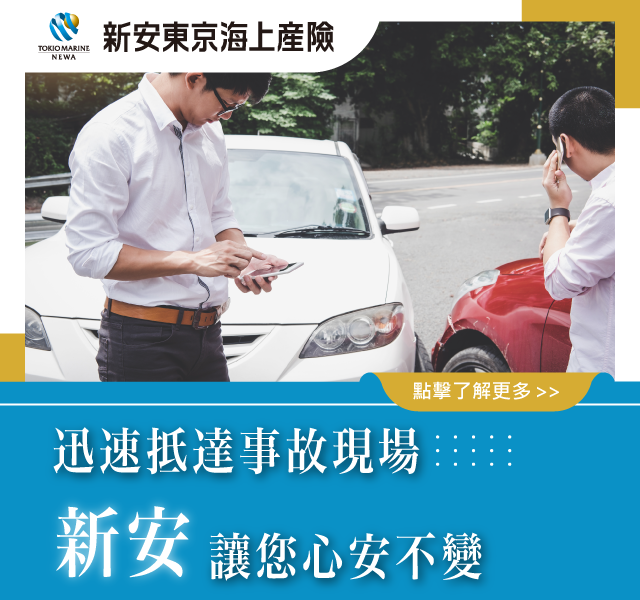 TOKIO MARINE
NEWA
新安東京海上産險
點擊了解更多 >>
迅速抵達事故現場
新安 讓您心安不變